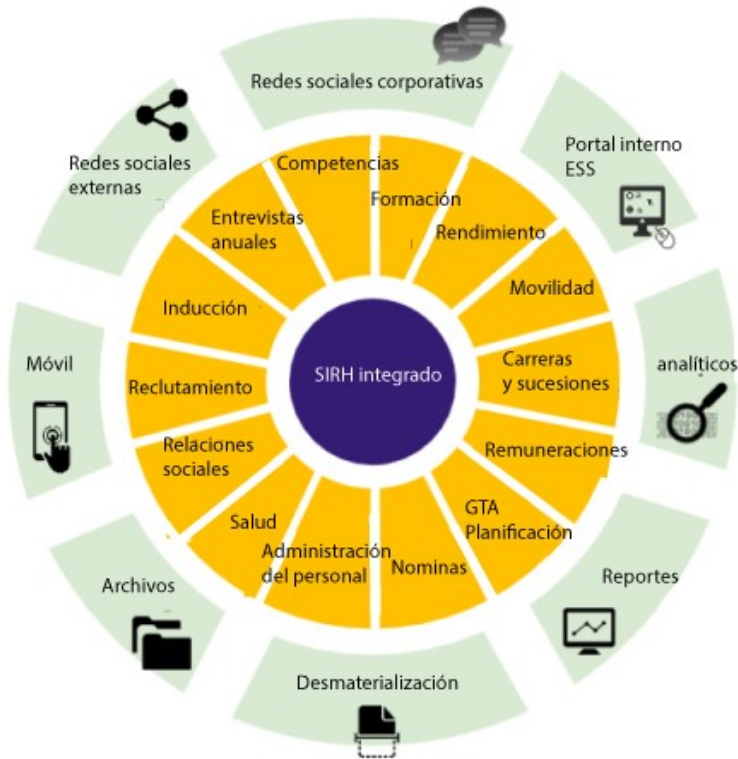 Redes sociales corporativas
Portal interno
ESS
analíticos
Reportes
Desmaterialización
Archivos
Móvil
Redes sociales
externas
Competencias
Formación
Rendimiento
Movilidad
Carreras
y sucesiones
Remuneraciones
GTA
Planificación
Nominas
Administración
del personal
Salud
Relaciones
sociales
Reclutamiento
Inducción
Entrevistas
anuales
SIRH integrado